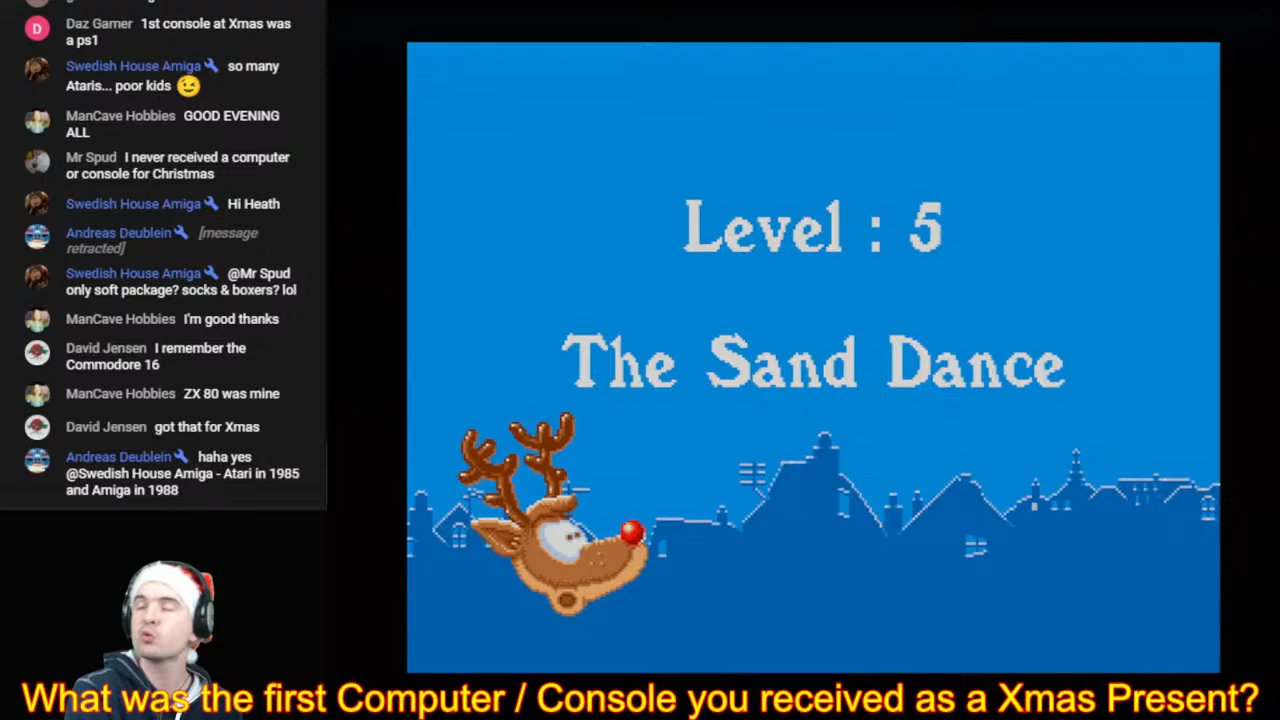 Daz Gamer 1st console at Xmas was
a ps1
Swedish House Amiga so many
Ataris... poor kids 😉
ManCave Hobbies GOOD EVENING
ALL
Mr Spud I never received a computer
or console for Christmas
Swedish House Amiga Hi Heath
Andreas Deublein [message
retracted]
Swedish House Amiga @Mr Spud
only soft package? socks & boxers? lol
ManCave Hobbies I'm good thanks
David Jensen I remember the
Commodore 16
ManCave Hobbies ZX 80 was mine
David Jensen got that for Xmas
Andreas Deublein haha yes
@Swedish House Amiga - Atari in 1985
and Amiga in 1988
D
Level : 5
The Sand Dance
What was the first Computer / Console you received as a Xmas Present?